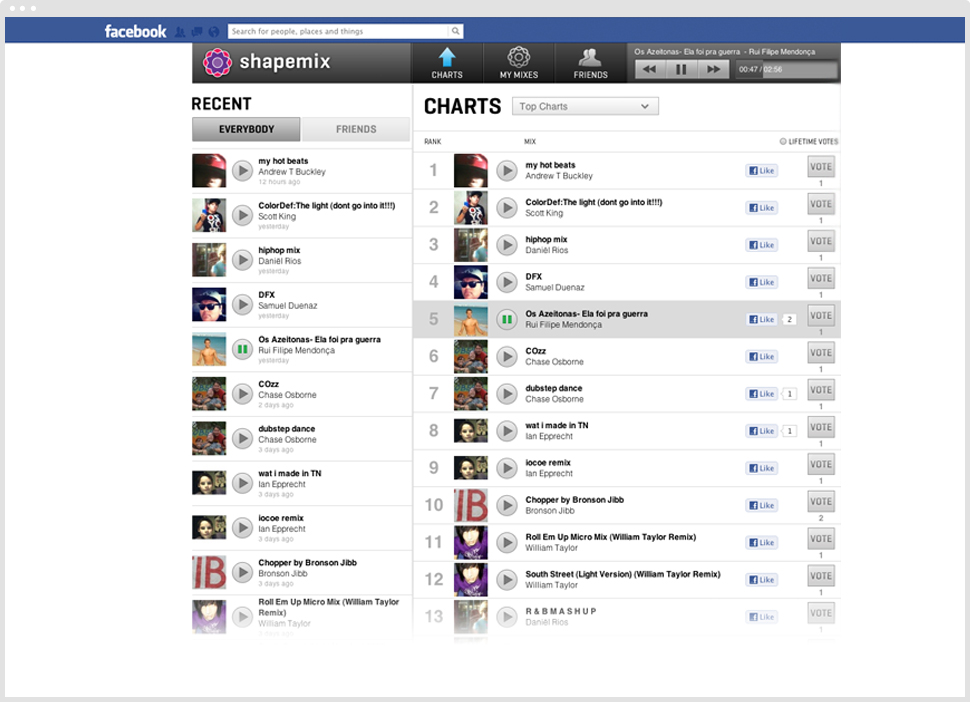 facebook
Search for people, places and things
shapemix
CHARTS
MY MIXES
FRIENDS
Os Azeitonas- Ela foi pra guerra - Rui Filipe Mendonça
00:47 / 02:56
RECENT
EVERYBODY
FRIENDS
my hot beats
Andrew T Buckley
12 hours ago
ColorDef:The light (dont go into it!!!)
Scott King
yesterday
hiphop mix
Daniël Rios
yesterday
DFX
Samuel Duenaz
yesterday
Os Azeitonas- Ela foi pra guerra
Rui Filipe Mendonça
yesterday
COzz
Chase Osborne
2 days ago
dubstep dance
Chase Osborne
3 days ago
wat i made in TN
Ian Epprecht
3 days ago
iocoe remix
Ian Epprecht
3 days ago
Chopper by Bronson Jibb
Bronson Jibb
3 days ago
Roll Em Up Micro Mix (William Taylor
Remix)
William Taylor
3 days ago
CHARTS
Top Charts
RANK
MIX
LIFETIME VOTES
1
my hot beats
Andrew T Buckley
Like
VOTE
1
2
ColorDef:The light (dont go into it!!!)
Scott King
Like
VOTE
1
3
hiphop mix
Daniël Rios
Like
VOTE
1
4
DFX
Samuel Duenaz
Like
VOTE
1
5
Os Azeitonas- Ela foi pra guerra
Rui Filipe Mendonça
Like
2
VOTE
1
6
COzz
Chase Osborne
Like
VOTE
1
7
dubstep dance
Chase Osborne
Like
1
VOTE
1
8
wat i made in TN
Ian Epprecht
Like
1
VOTE
1
9
iocoe remix
Ian Epprecht
Like
VOTE
1
10
Chopper by Bronson Jibb
Bronson Jibb
Like
VOTE
2
11
Roll Em Up Micro Mix (William Taylor Remix)
William Taylor
Like
VOTE
1
12
South Street (Light Version) (William Taylor Remix)
William Taylor
Like
VOTE
1
13
R & B M A S H U P
Daniël Rios
Like
VOTE
1